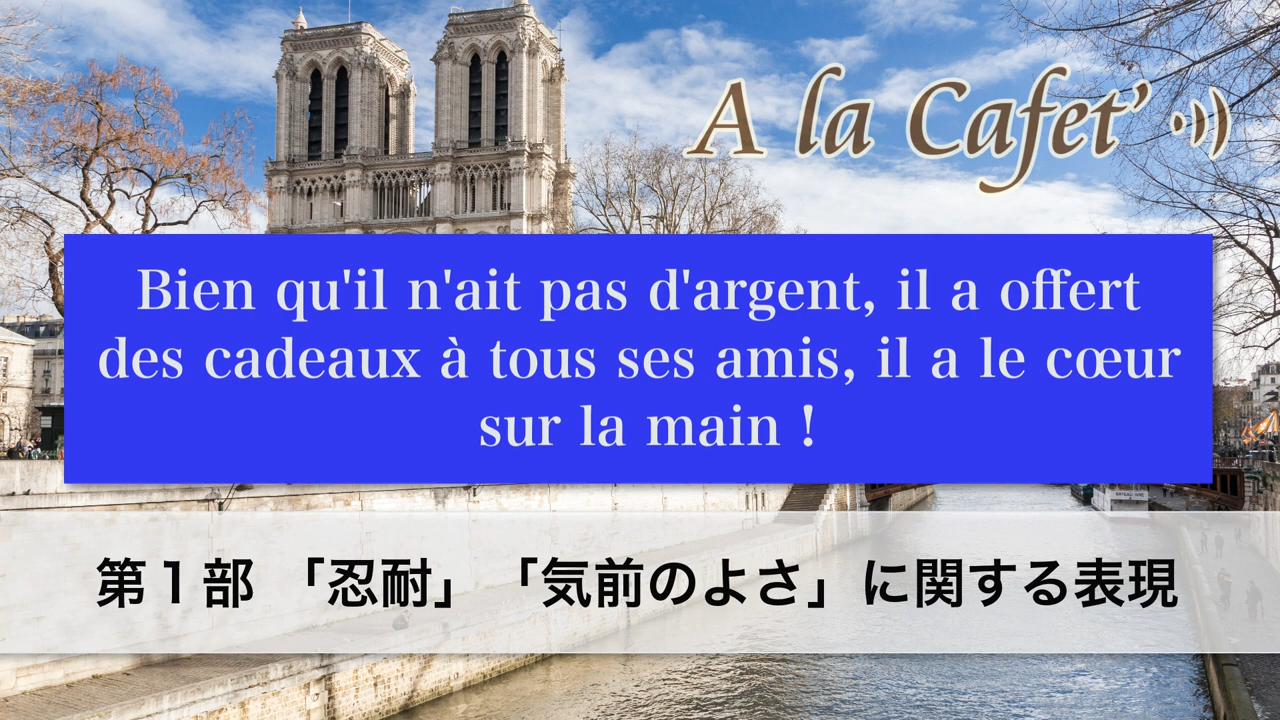 A la Cafet’
Bien qu'il n'ait pas d'argent, il a offert
des cadeaux à tous ses amis, il a le cœur
sur la main !
第１部 「忍耐」「気前のよさ」に関する表現